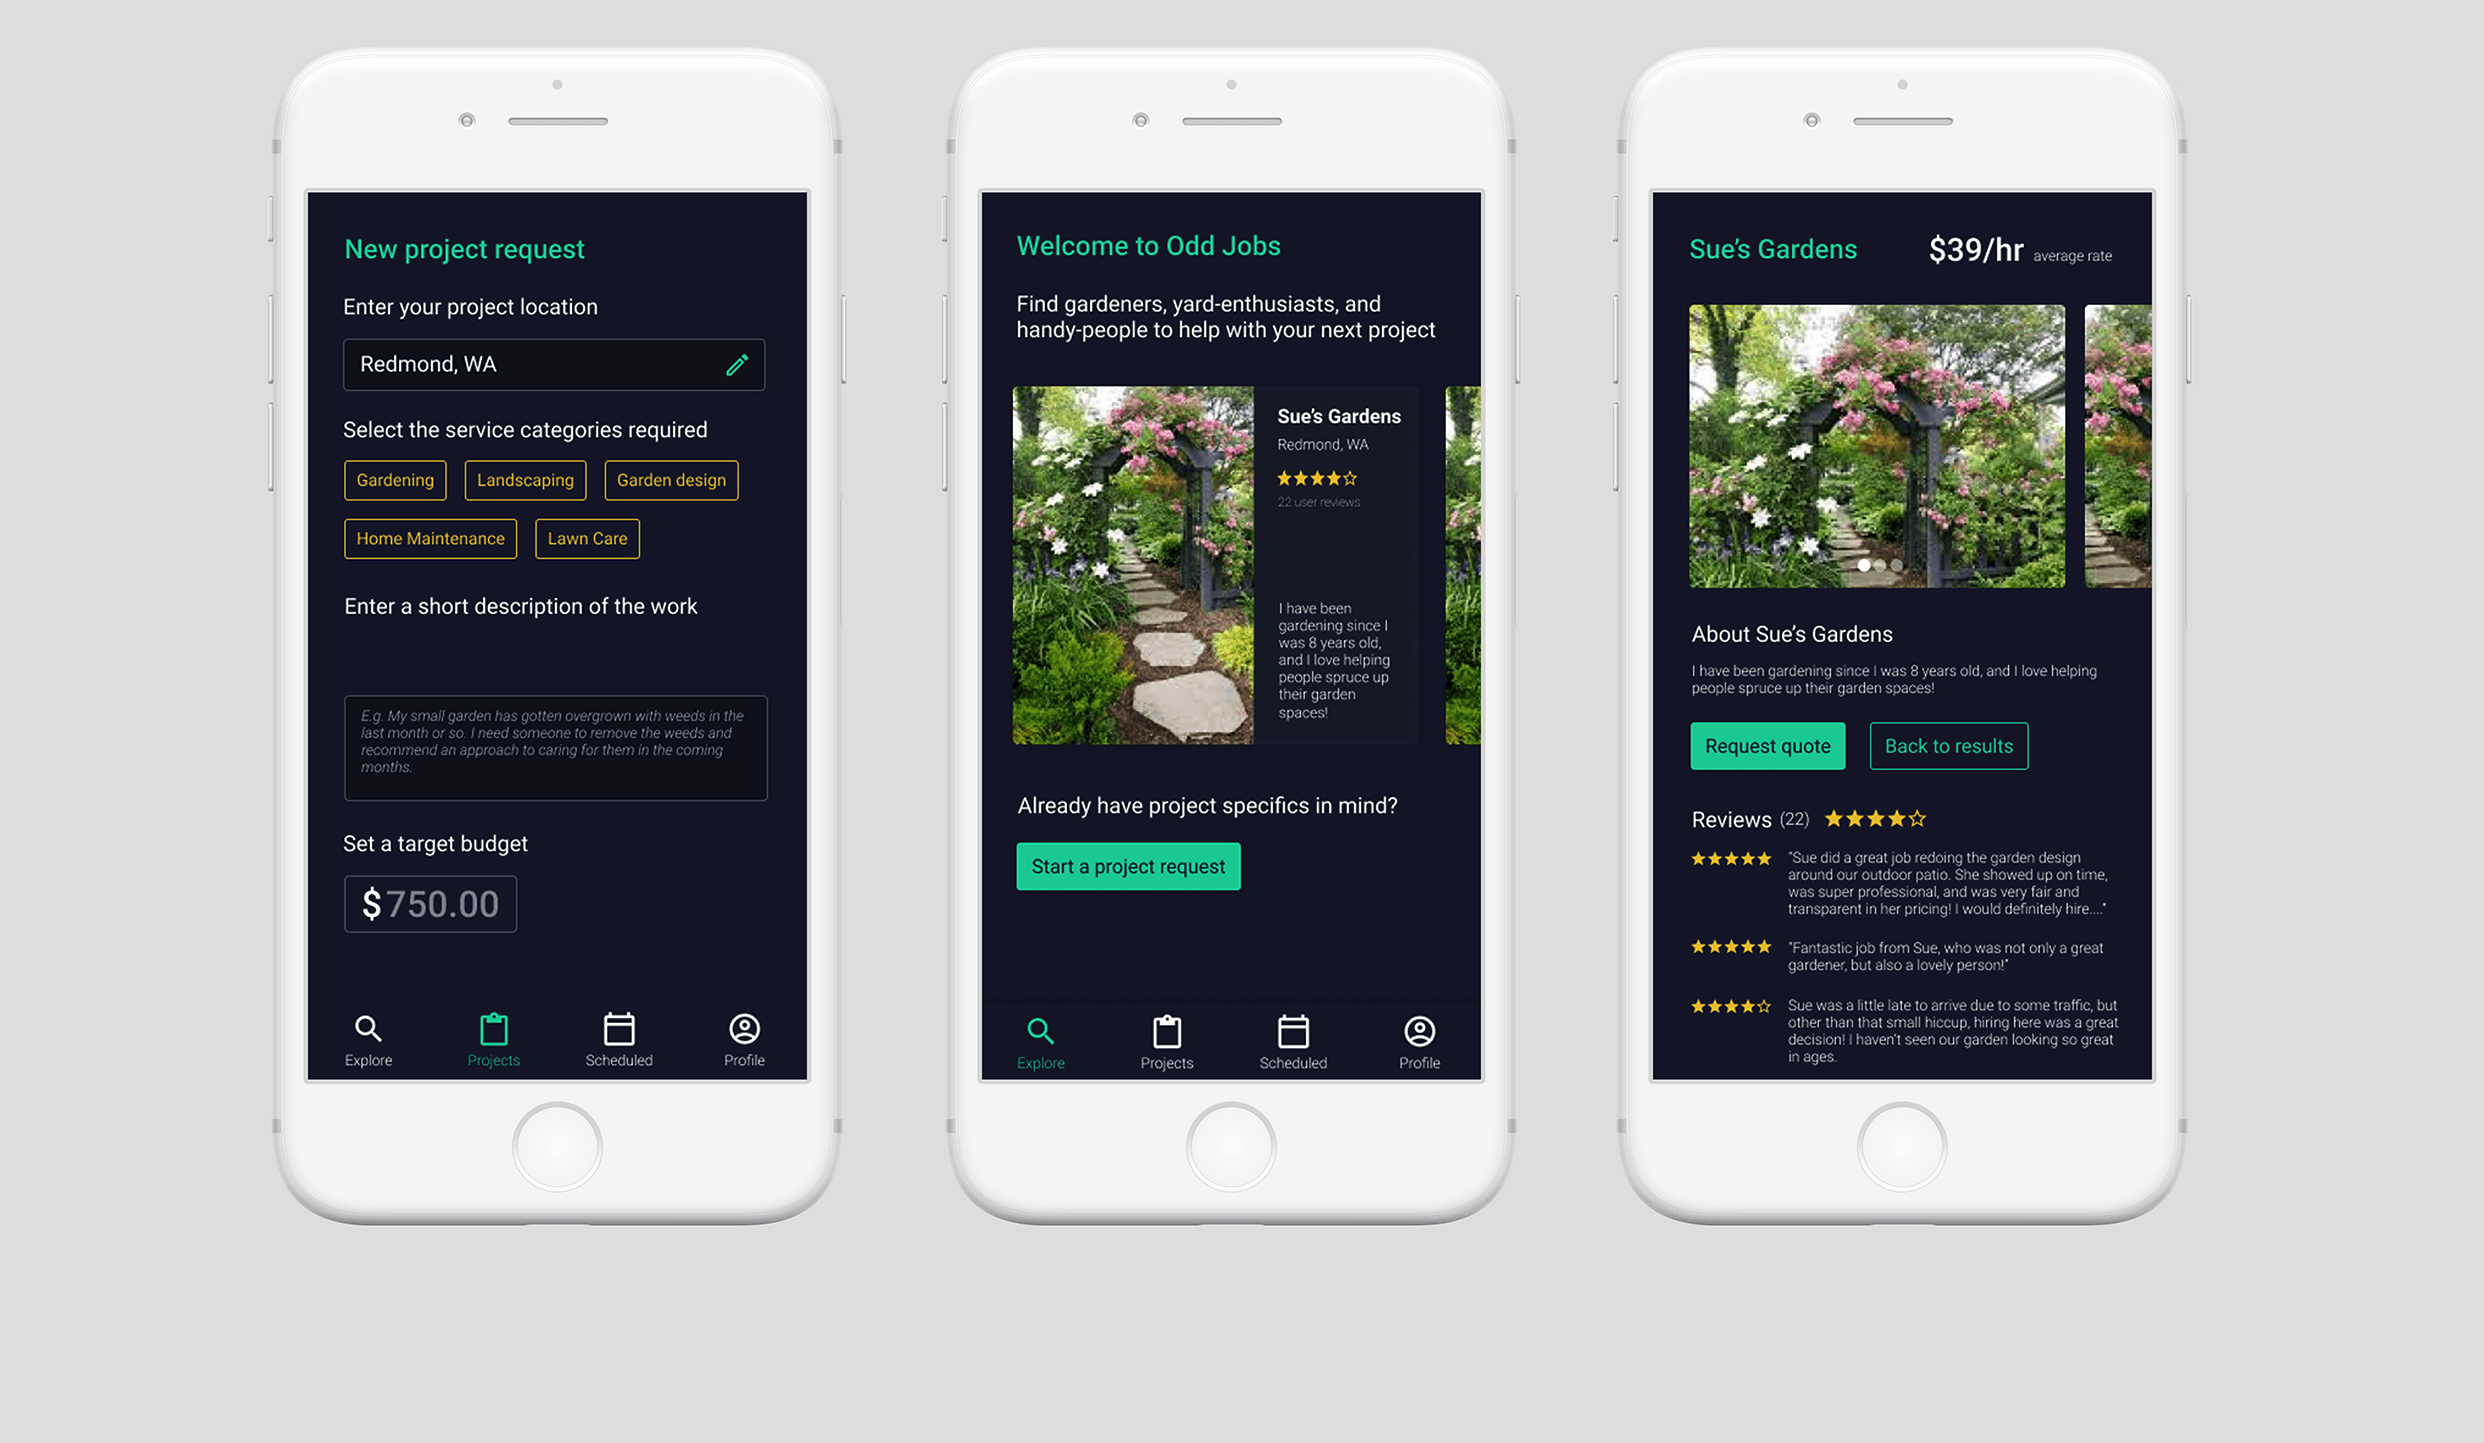 New project request
Enter your project location
Redmond, WA
Select the service categories required
Gardening
Landscaping
Garden design
Home Maintenance
Lawn Care
Enter a short description of the work
E.g. My small garden has gotten overgrown with weeds in the
last month or so. I need someone to remove the weeds and
recommend an approach to caring for them in the coming
months.
Set a target budget
$750.00
Explore
Projects
Scheduled
Profile
Welcome to Odd Jobs
Find gardeners, yard-enthusiasts, and
handy-people to help with your next project
Sue's Gardens
Redmond, WA
22 user reviews
I have been
gardening since I
was 8 years old,
and I love helping
people spruce up
their garden
spaces!
Already have project specifics in mind?
Start a project request
Explore
Projects
Scheduled
Profile
Sue's Gardens
$39/hr average rate
About Sue's Gardens
I have been gardening since I was 8 years old, and I love helping
people spruce up their garden spaces!
Request quote
Back to results
Reviews (22)
"Sue did a great job redoing the garden design
around our outdoor patio. She showed up on time,
was super professional, and was very fair and
transparent in her pricing! I would definitely hire...."
"Fantastic job from Sue, who was not only a great
gardener, but also a lovely person!"
Sue was a little late to arrive due to some traffic, but
other than that small hiccup, hiring here was a great
decision! I haven't seen our garden looking so great
in ages.